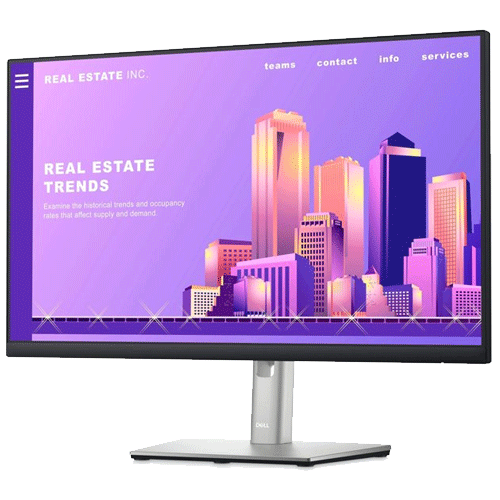 REAL ESTATE INC.
teams contact info services
REAL ESTATE
TRENDS
Examine the historical trends and occupancy
rates that affect supply and demand.
DELL